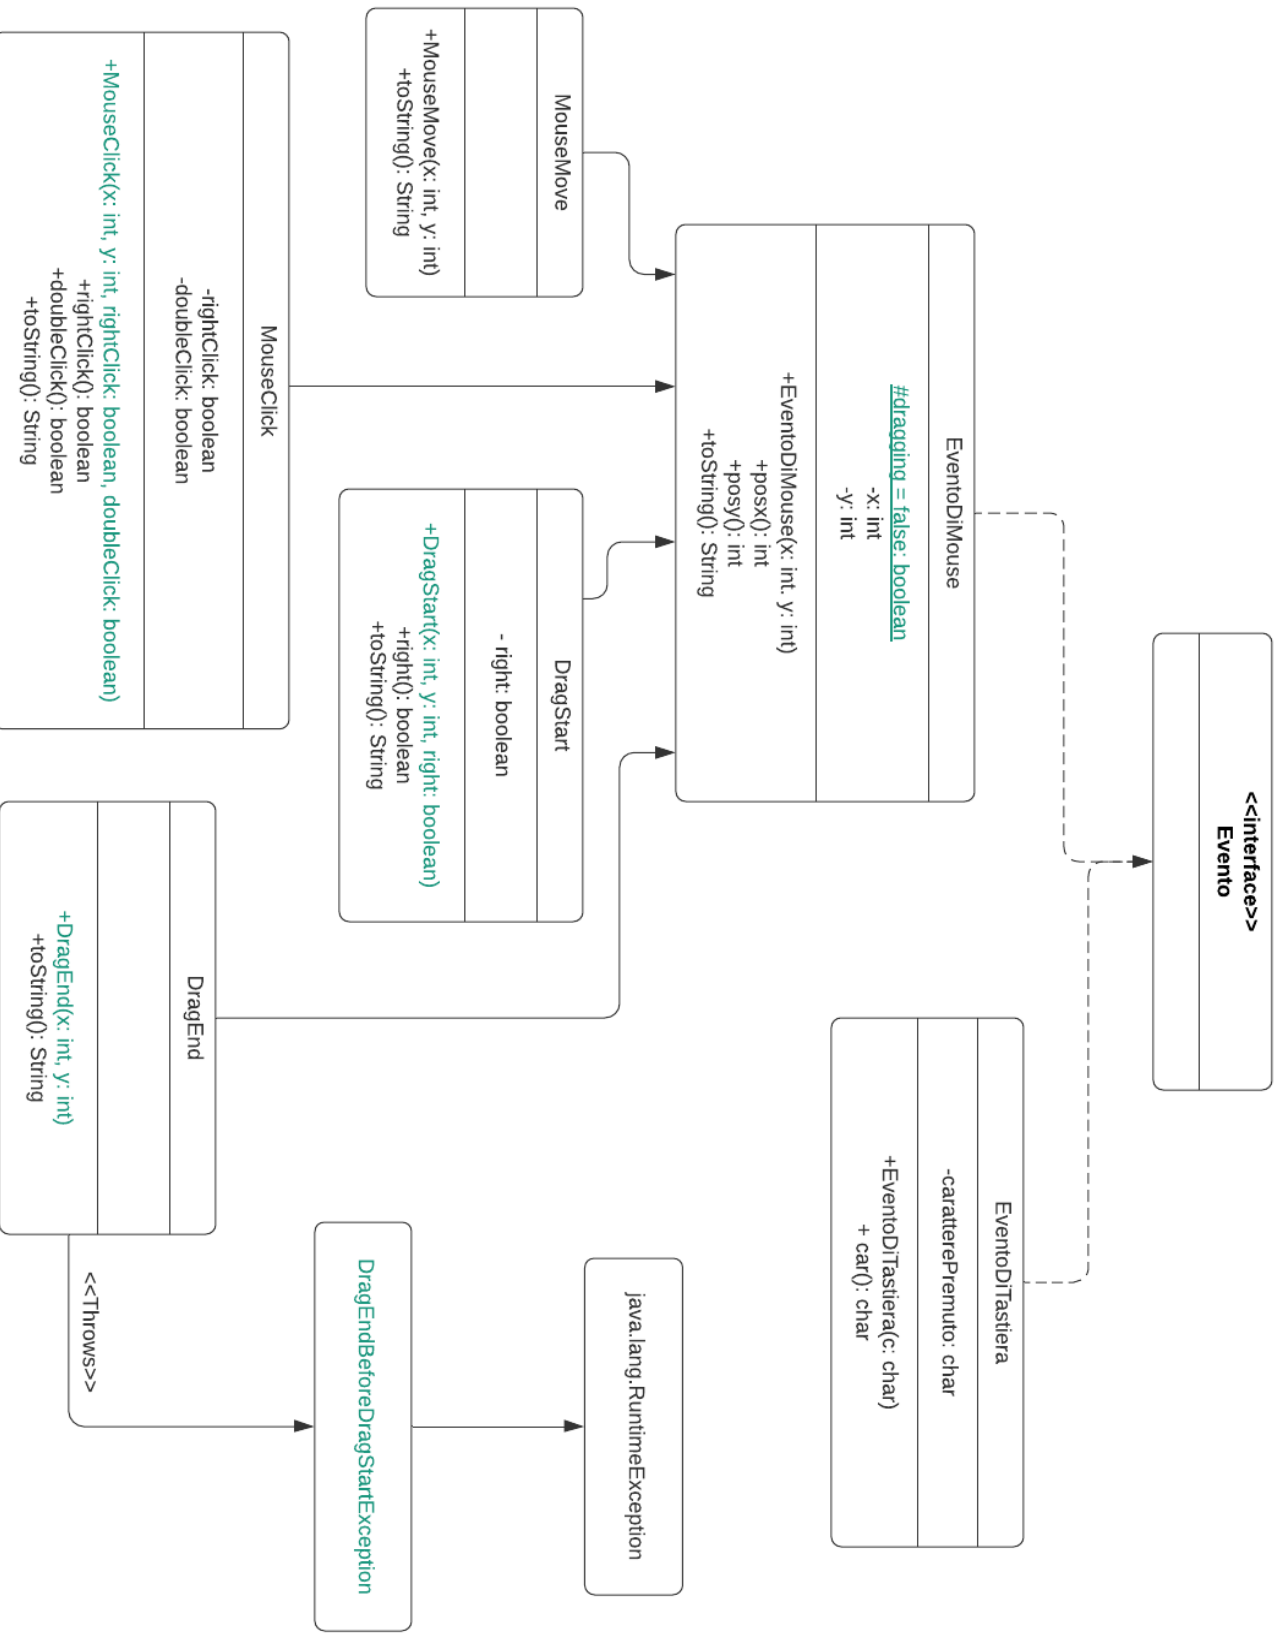 <<interface>>
Evento
EventoDiMouse
#dragging = false: boolean
-x: int
-y: int
+EventoDiMouse(x: int. y: int)
+posx(): int
+posy(): int
+toString(): String
EventoDiTastiera
-caratterePremuto: char
+EventoDiTastiera(c: char)
+ car(): char
MouseMove
+MouseMove(x: int, y: int)
+toString(): String
DragStart
- right: boolean
+DragStart(x: int, y: int, right: boolean)
+right(): boolean
+toString(): String
java.lang.RuntimeException
DragEndBeforeDragStartException
MouseClick
-rightClick: boolean
-doubleClick: boolean
+MouseClick(x: int, y: int, rightClick: boolean, doubleClick: boolean)
+rightClick(): boolean
+doubleClick(): boolean
+toString(): String
DragEnd
+DragEnd(x: int, y: int)
+toString(): String
<<Throws>>